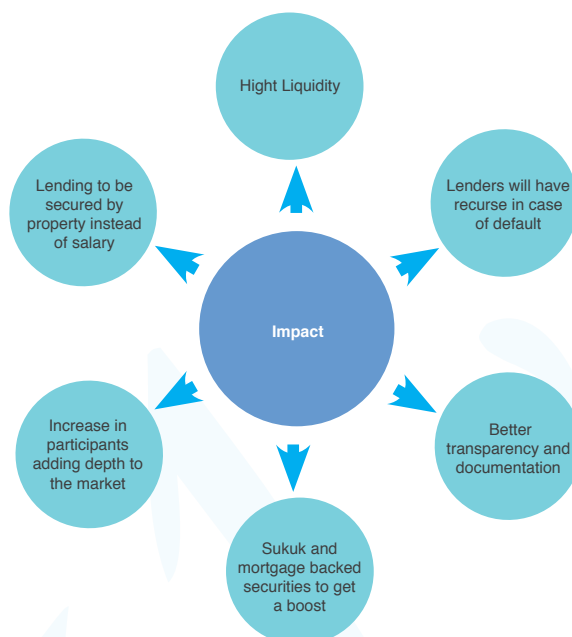 Hight Liquidity
Lenders will have
recurse in case
of default
Better
transparency and
documentation
Sukuk and
mortgage backed
securities to get
a boost
Increase in
participants
adding depth to
the market
Lending to be
secured by
property instead
of salary
Impact